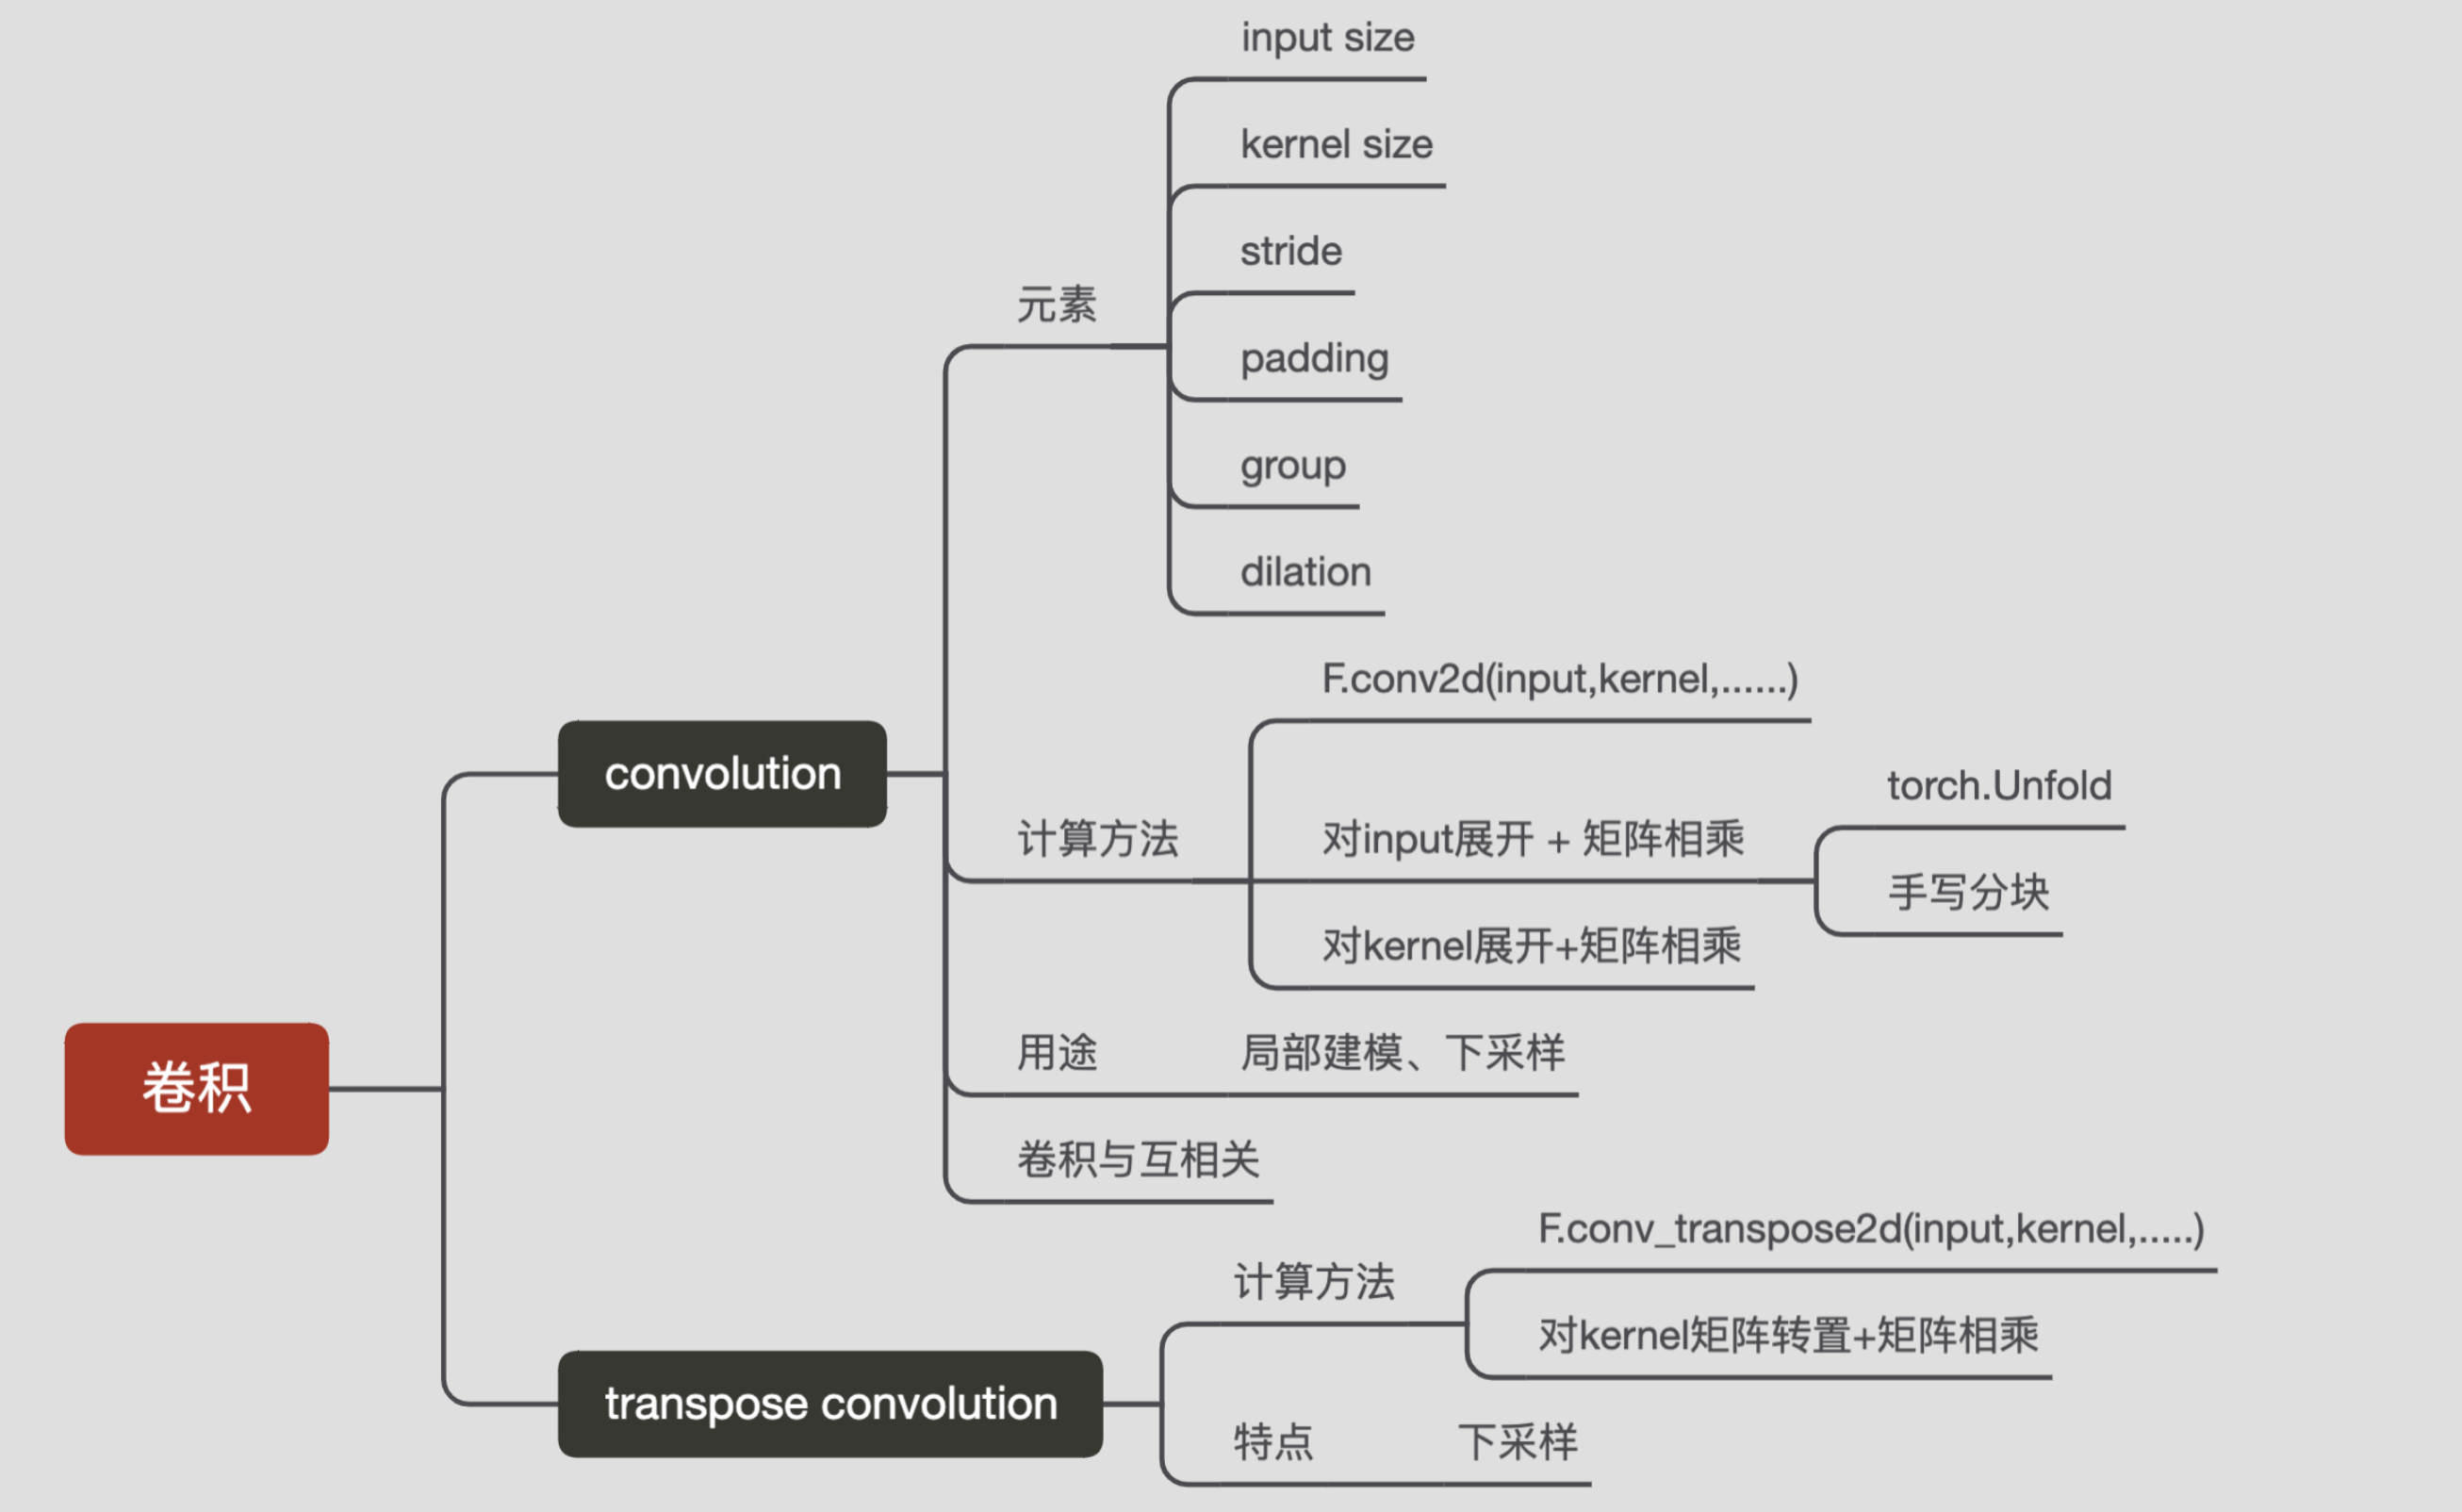 input size
kernel size
stride
元素
padding
group
dilation
F.conv2d(input,kernel,......)
convolution
torch.Unfold
计算方法
对input展开 + 矩阵相乘
手写分块
对kernel展开+矩阵相乘
用途
局部建模、下采样
卷积
卷积与互相关
F.conv_transpose2d(input,kernel,.....)
计算方法
对kernel矩阵转置+矩阵相乘
transpose convolution
特点
下采样